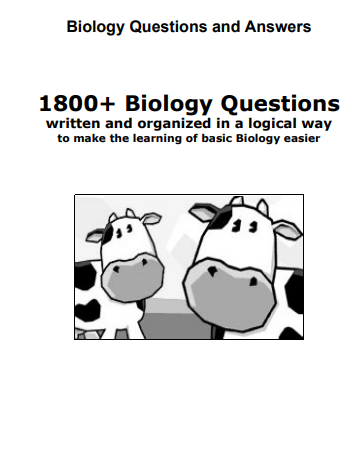 Biology Questions and Answers
1800+ Biology Questions
written and organized in a logical way
to make the learning of basic Biology easier